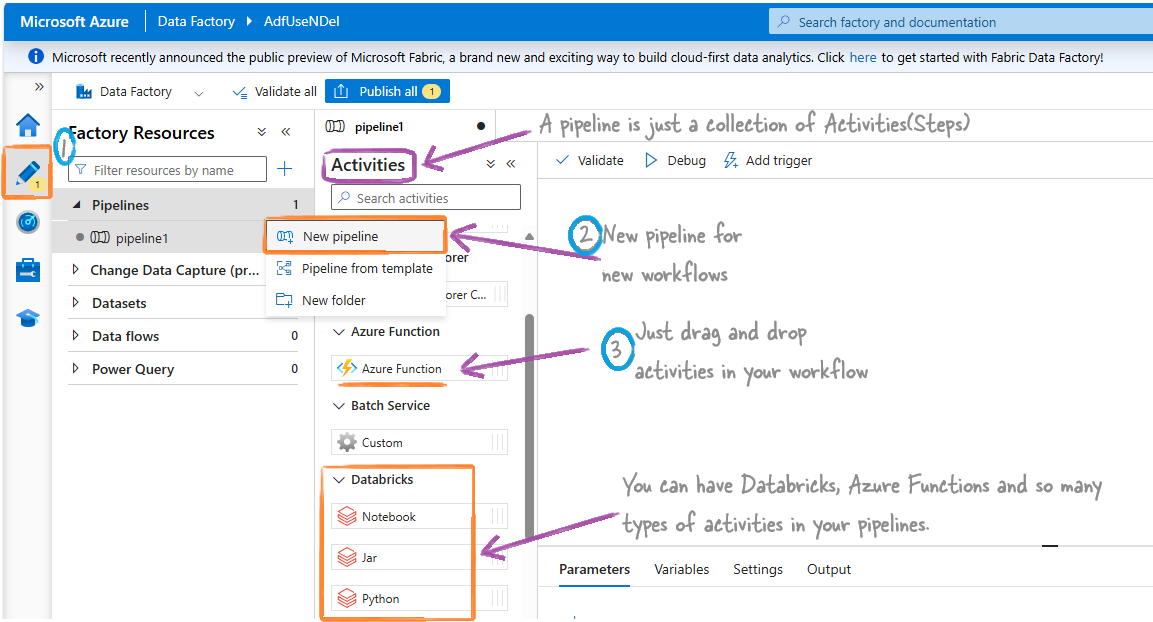 Microsoft Azure
Data Factory
AdfUseNDel
Search factory and documentation
Microsoft recently announced the public preview of Microsoft Fabric, a brand new and exciting way to build cloud-first data analytics. Click here to get started with Fabric Data Factory!
Data Factory
Validate all
Publish all 1
1
1
Factory Resources
Filter resources by name
Pipelines 1
pipeline1
Change Data Capture (pr...
Datasets
Data flows 0
Power Query 0
New pipeline
Pipeline from template
New folder
pipeline1
A pipeline is just a collection of Activities(Steps)
Activities
Search activities
orer
orer C...
Azure Function
Azure Function
Batch Service
Custom
Databricks
Notebook
Jar
Python
Validate
Debug
Add trigger
2 New pipeline for
new workflows
3 Just drag and drop
activities in your workflow
You can have Databricks, Azure Functions and so many
types of activities in your pipelines.
Parameters
Variables
Settings
Output